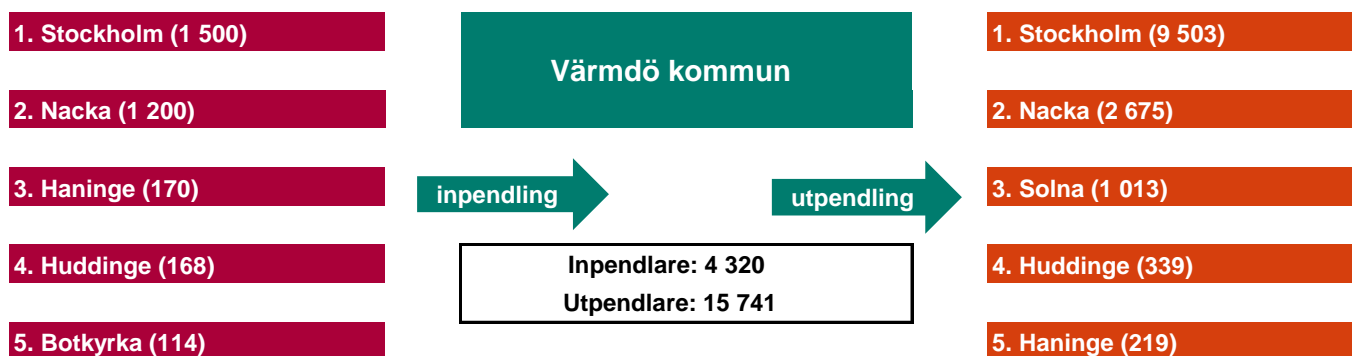 1. Stockholm (1 500)
2. Nacka (1 200)
3. Haninge (170)
4. Huddinge (168)
5. Botkyrka (114)
Värmdö kommun
inpendling
utpendling
Inpendlare: 4 320
Utpendlare: 15 741
1. Stockholm (9 503)
2. Nacka (2 675)
3. Solna (1 013)
4. Huddinge (339)
5. Haninge (219)